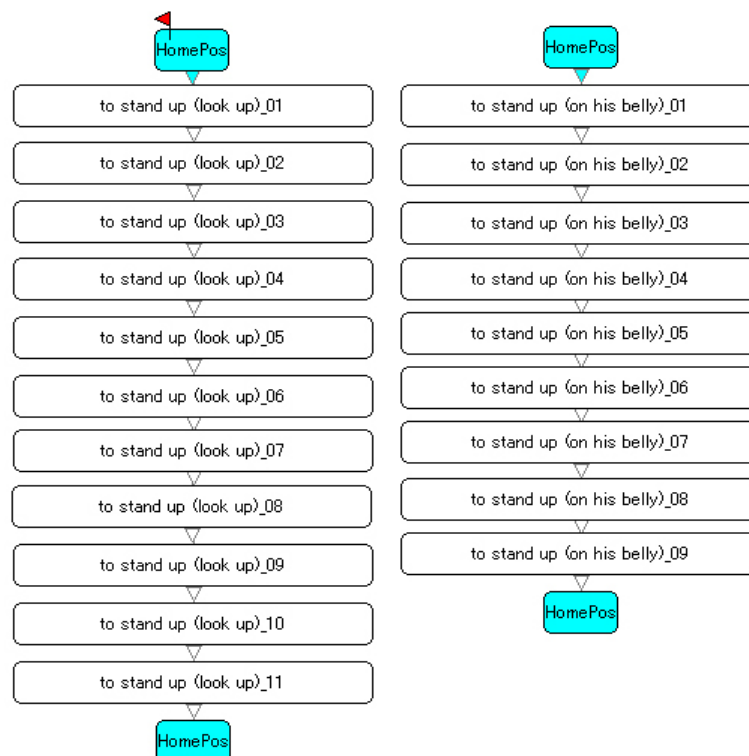 HomePos
to stand up (look up)_01
to stand up (look up)_02
to stand up (look up)_03
to stand up (look up)_04
to stand up (look up)_05
to stand up (look up)_06
to stand up (look up)_07
to stand up (look up)_08
to stand up (look up)_09
to stand up (look up)_10
to stand up (look up)_11
HomePos
HomePos
to stand up (on his belly)_01
to stand up (on his belly)_02
to stand up (on his belly)_03
to stand up (on his belly)_04
to stand up (on his belly)_05
to stand up (on his belly)_06
to stand up (on his belly)_07
to stand up (on his belly)_08
to stand up (on his belly)_09
HomePos